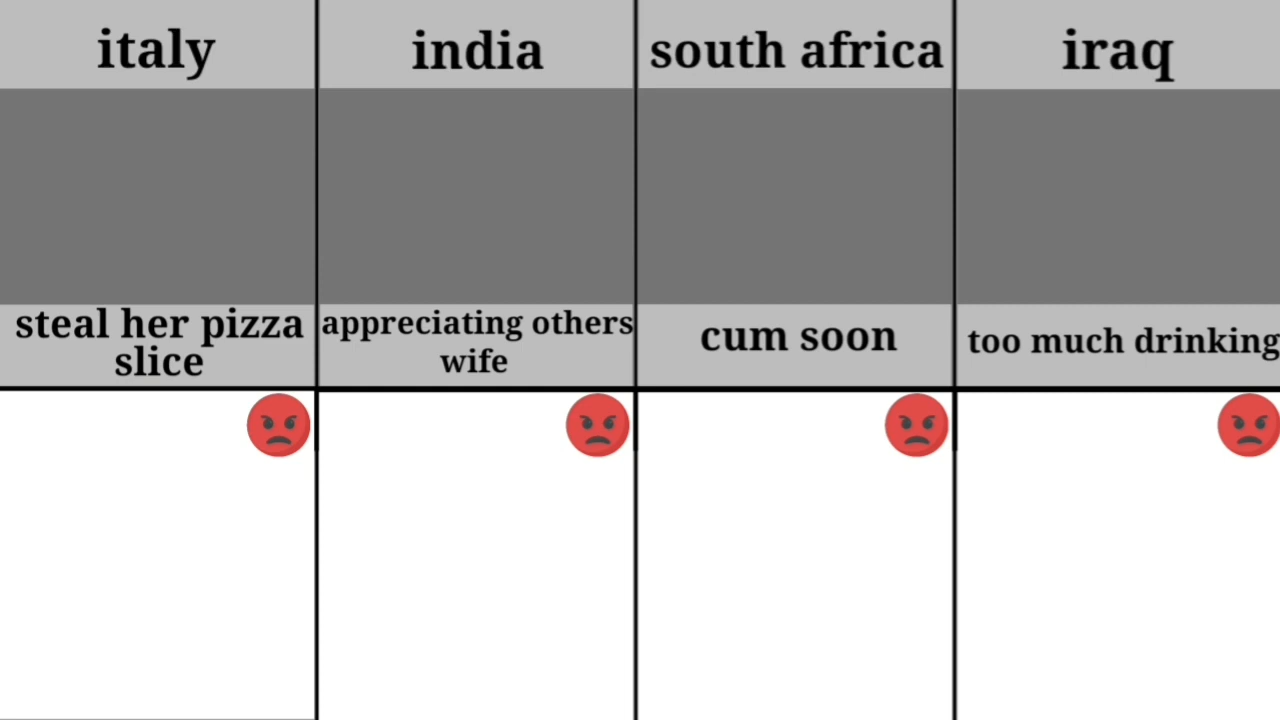 italy
india
south africa
iraq
steal her pizza
slice
appreciating others
wife
cum soon
too much drinking